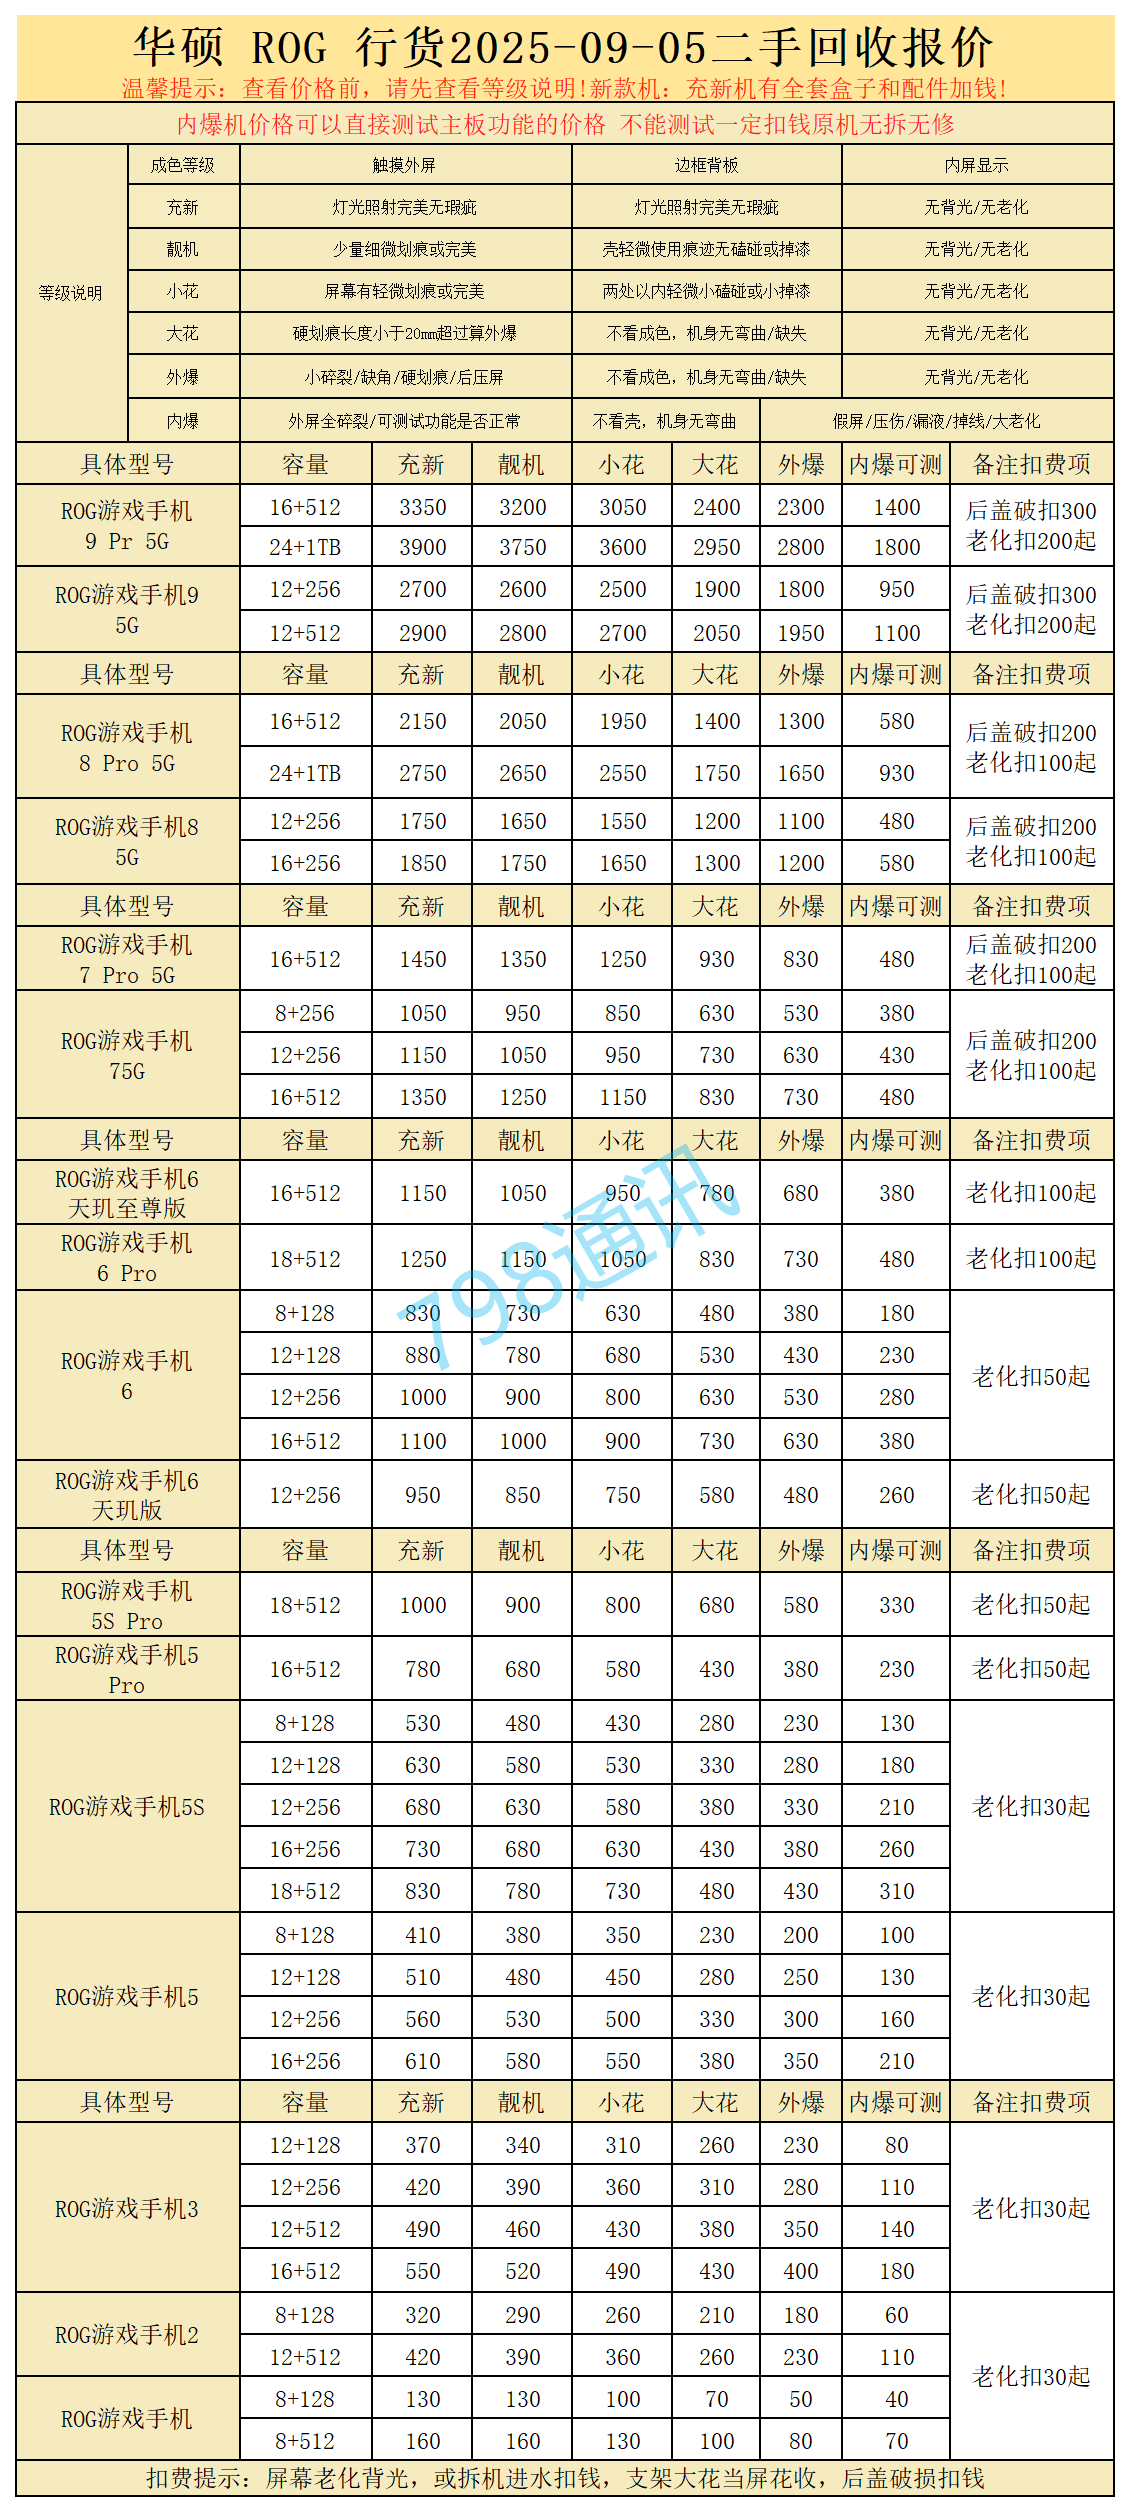 华硕 ROG 行货2025-09-05二手回收报价
温馨提示：查看价格前，请先查看等级说明!新款机：充新机有全套盒子和配件加钱!
内爆机价格可以直接测试主板功能的价格 不能测试一定扣钱原机无拆无修
等级说明
成色等级 触摸外屏 边框背板 内屏显示
充新 灯光照射完美无瑕疵 灯光照射完美无瑕疵 无背光/无老化
靓机 少量细微划痕或完美 壳轻微使用痕迹无磕碰或掉漆 无背光/无老化
小花 屏幕有轻微划痕或完美 两处以内轻微小磕碰或小掉漆 无背光/无老化
大花 硬划痕长度小于20mm超过算外爆 不看成色，机身无弯曲/缺失 无背光/无老化
外爆 小碎裂/缺角/硬划痕/后压屏 不看成色，机身无弯曲/缺失 无背光/无老化
内爆 外屏全碎裂/可测试功能是否正常 不看壳，机身无弯曲 假屏/压伤/漏液/掉线/大老化
具体型号 容量 充新 靓机 小花 大花 外爆 内爆可测 备注扣费项
ROG游戏手机
9 Pr 5G
16+512 3350 3200 3050 2400 2300 1400
24+1TB 3900 3750 3600 2950 2800 1800
后盖破扣300
老化扣200起
ROG游戏手机9
5G
12+256 2700 2600 2500 1900 1800 950
12+512 2900 2800 2700 2050 1950 1100
后盖破扣300
老化扣200起
具体型号 容量 充新 靓机 小花 大花 外爆 内爆可测 备注扣费项
ROG游戏手机
8 Pro 5G
16+512 2150 2050 1950 1400 1300 580
24+1TB 2750 2650 2550 1750 1650 930
后盖破扣200
老化扣100起
ROG游戏手机8
5G
12+256 1750 1650 1550 1200 1100 480
16+256 1850 1750 1650 1300 1200 580
后盖破扣200
老化扣100起
具体型号 容量 充新 靓机 小花 大花 外爆 内爆可测 备注扣费项
ROG游戏手机
7 Pro 5G
16+512 1450 1350 1250 930 830 480
后盖破扣200
老化扣100起
ROG游戏手机
75G
8+256 1050 950 850 630 530 380
12+256 1150 1050 950 730 630 430
16+512 1350 1250 1150 830 730 480
后盖破扣200
老化扣100起
具体型号 容量 充新 靓机 小花 大花 外爆 内爆可测 备注扣费项
ROG游戏手机6
天玑至尊版
16+512 1150 1050 950 780 680 380 老化扣100起
ROG游戏手机
6 Pro
18+512 1250 1150 1050 830 730 480 老化扣100起
798通讯
ROG游戏手机
6
8+128 830 730 630 480 380 180
12+128 880 780 680 530 430 230
12+256 1000 900 800 630 530 280
16+512 1100 1000 900 730 630 380
老化扣50起
ROG游戏手机6
天玑版
12+256 950 850 750 580 480 260 老化扣50起
具体型号 容量 充新 靓机 小花 大花 外爆 内爆可测 备注扣费项
ROG游戏手机
5S Pro
18+512 1000 900 800 680 580 330 老化扣50起
ROG游戏手机5
Pro
16+512 780 680 580 430 380 230 老化扣50起
ROG游戏手机5S
8+128 530 480 430 280 230 130
12+128 630 580 530 330 280 180
12+256 680 630 580 380 330 210
16+256 730 680 630 430 380 260
18+512 830 780 730 480 430 310
老化扣30起
ROG游戏手机5
8+128 410 380 350 230 200 100
12+128 510 480 450 280 250 130
12+256 560 530 500 330 300 160
16+256 610 580 550 380 350 210
老化扣30起
具体型号 容量 充新 靓机 小花 大花 外爆 内爆可测 备注扣费项
ROG游戏手机3
12+128 370 340 310 260 230 80
12+256 420 390 360 310 280 110
12+512 490 460 430 380 350 140
16+512 550 520 490 430 400 180
老化扣30起
ROG游戏手机2
8+128 320 290 260 210 180 60
12+512 420 390 360 260 230 110
ROG游戏手机
8+128 130 130 100 70 50 40
8+512 160 160 130 100 80 70
老化扣30起
扣费提示：屏幕老化背光，或拆机进水扣钱，支架大花当屏花收，后盖破损扣钱